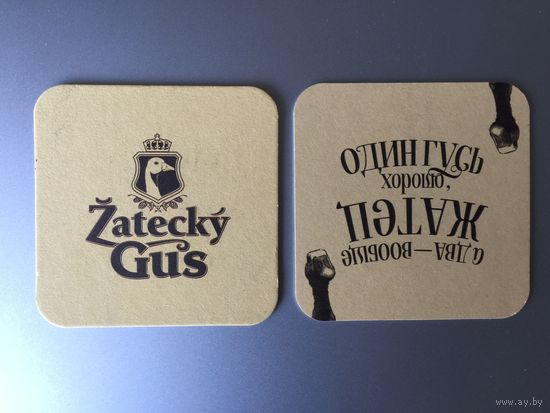 Žatecký
Gus
ОДИН ГУСЬ
хорошо,
а ДВА—ВООБЩЕ
ЖАТЕЦ
www.ay.by